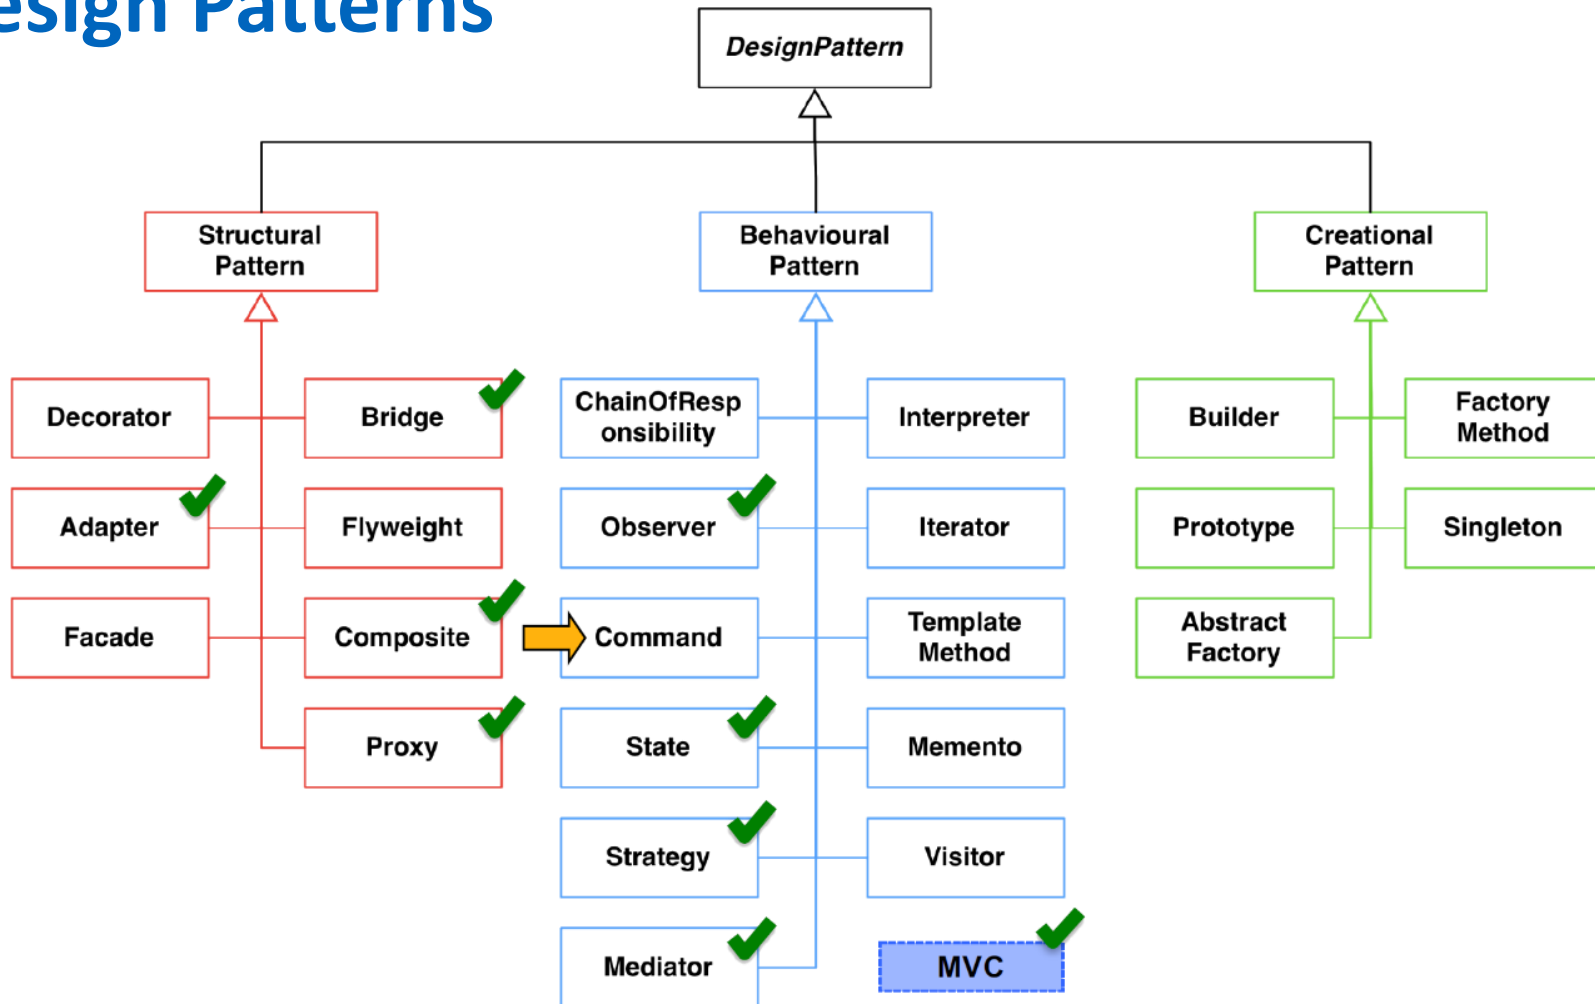 esign Patterns
DesignPattern
Structural
Pattern
Behavioural
Pattern
Creational
Pattern
Decorator
Bridge
ChainOfResp
onsibility
Interpreter
Builder
Factory
Method
Adapter
Flyweight
Observer
Iterator
Prototype
Singleton
Facade
Composite
Command
Template
Method
Abstract
Factory
Proxy
State
Memento
Strategy
Visitor
Mediator
MVC